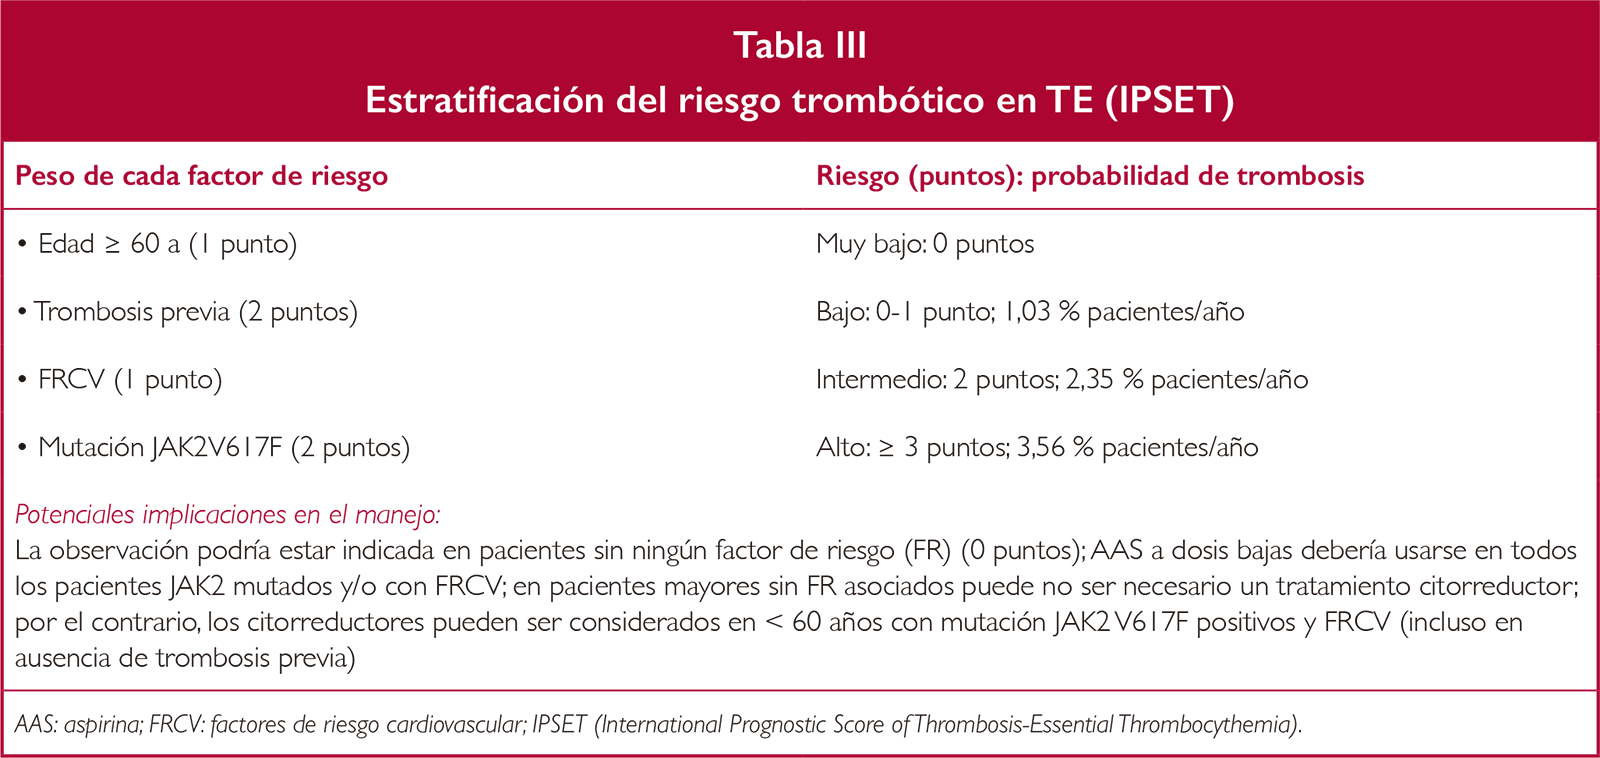 Tabla III
Estratificación del riesgo trombótico en TE (IPSET)
Peso de cada factor de riesgo
Riesgo (puntos): probabilidad de trombosis
• Edad ≥ 60 a (1 punto)
Muy bajo: 0 puntos
• Trombosis previa (2 puntos)
Bajo: 0-1 punto; 1,03 % pacientes/año
• FRCV (1 punto)
Intermedio: 2 puntos; 2,35 % pacientes/año
• Mutación JAK2V617F (2 puntos)
Alto: ≥ 3 puntos; 3,56 % pacientes/año
Potenciales implicaciones en el manejo:
La observación podría estar indicada en pacientes sin ningún factor de riesgo (FR) (0 puntos); AAS a dosis bajas debería usarse en todos
los pacientes JAK2 mutados y/o con FRCV; en pacientes mayores sin FR asociados puede no ser necesario un tratamiento citorreductor;
por el contrario, los citorreductores pueden ser considerados en < 60 años con mutación JAK2 V617F positivos y FRCV (incluso en
ausencia de trombosis previa)
AAS: aspirina; FRCV: factores de riesgo cardiovascular; IPSET (International Prognostic Score of Thrombosis-Essential Thrombocythemia).